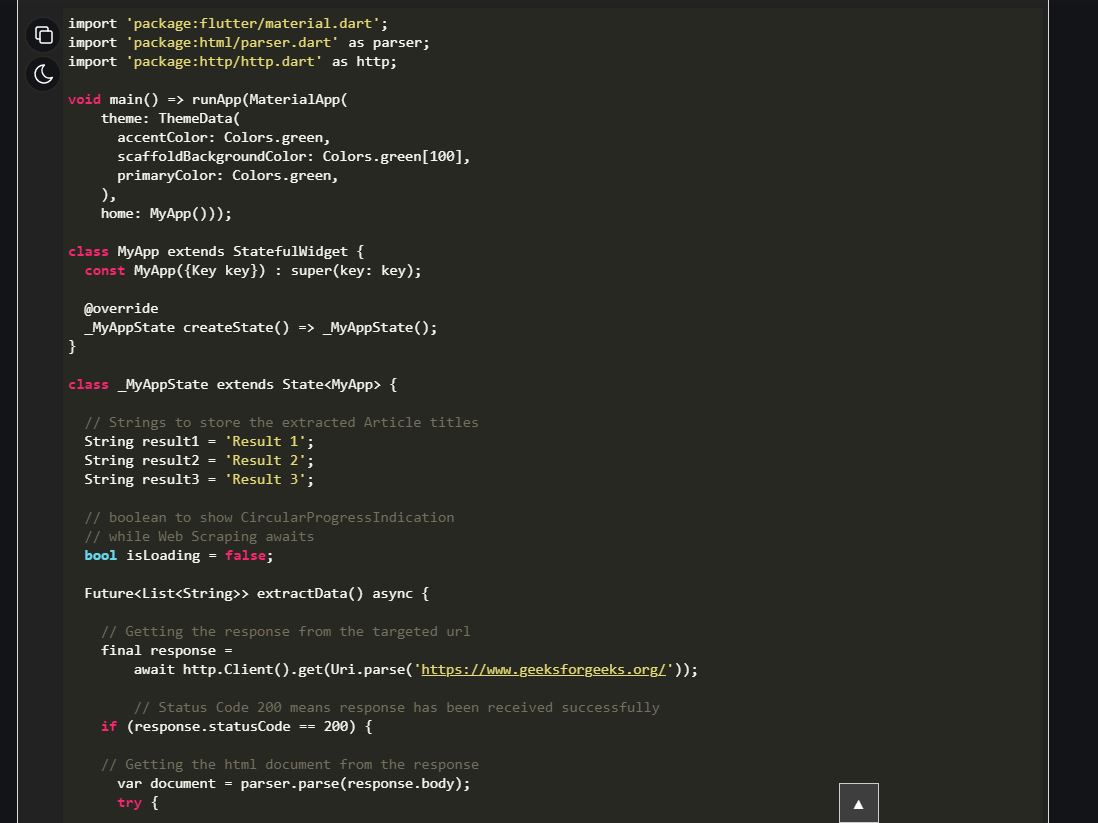 import 'package:flutter/material.dart';
import 'package:html/parser.dart' as parser;
import 'package:http/http.dart' as http;

void main() => runApp(MaterialApp(
    theme: ThemeData(
      accentColor: Colors.green,
      scaffoldBackgroundColor: Colors.green[100],
      primaryColor: Colors.green,
    ),
    home: MyApp()));

class MyApp extends StatefulWidget {
  const MyApp({Key key}) : super(key: key);

  @override
  _MyAppState createState() => _MyAppState();
}

class _MyAppState extends State<MyApp> {

  // Strings to store the extracted Article titles
  String result1 = 'Result 1';
  String result2 = 'Result 2';
  String result3 = 'Result 3';

  // boolean to show CircularProgressIndication
  // while Web Scraping awaits
  bool isLoading = false;

  Future<List<String>> extractData() async {

    // Getting the response from the targeted url
    final response =
        await http.Client().get(Uri.parse('https://www.geeksforgeeks.org/'));

        // Status Code 200 means response has been received successfully
    if (response.statusCode == 200) {

    // Getting the html document from the response
      var document = parser.parse(response.body);
      try {